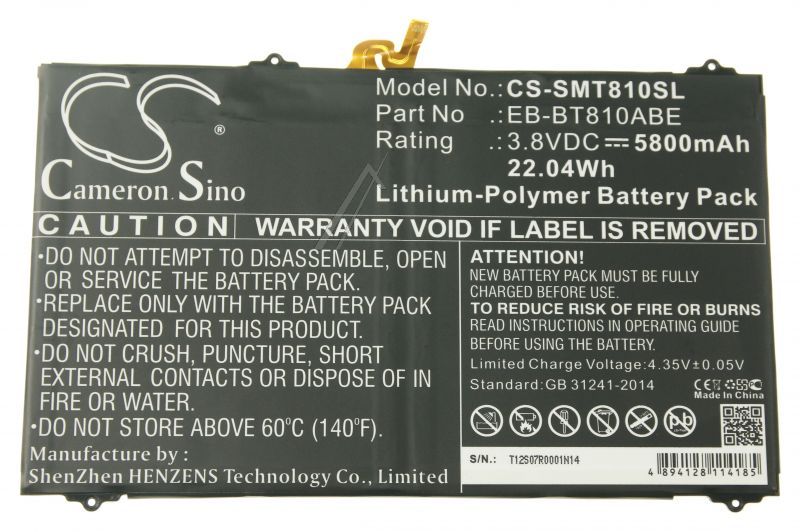 CS
®
Cameron Sino
Model No.: CS-SMT810SL
Part No .: EB-BT810ABE
Rating .: 3.8VDC 5800mAh
22.04Wh
Lithium-Polymer Battery Pack
CAUTION WARRANTY VOID IF LABEL IS REMOVED
•DO NOT ATTEMPT TO DISASSEMBLE, OPEN
OR SERVICE THE BATTERY PACK.
•REPLACE ONLY WITH THE BATTERY PACK
DESIGNATED FOR THIS PRODUCT.
•DO NOT CRUSH, PUNCTURE, SHORT
EXTERNAL CONTACTS OR DISPOSE OF IN
FIRE OR WATER.
•DO NOT STORE ABOVE 60°C (140°F).
Manufacture by :
ShenZhen HENZENS Technology Co., Limited
ATTENTION!
NEW BATTERY PACK MUST BE FULLY
CHARGED BEFORE USE.
TO REDUCE RISK OF FIRE OR BURNS
READ INSTRUCTIONS IN OPERATING GUIDE
BEFORE USE.
Limited Charge Voltage:4.35V±0.05V
Standard:GB 31241-2014
CE
Made In China
Pb
S/N.: T12S07R0001N14
4 894128 114185